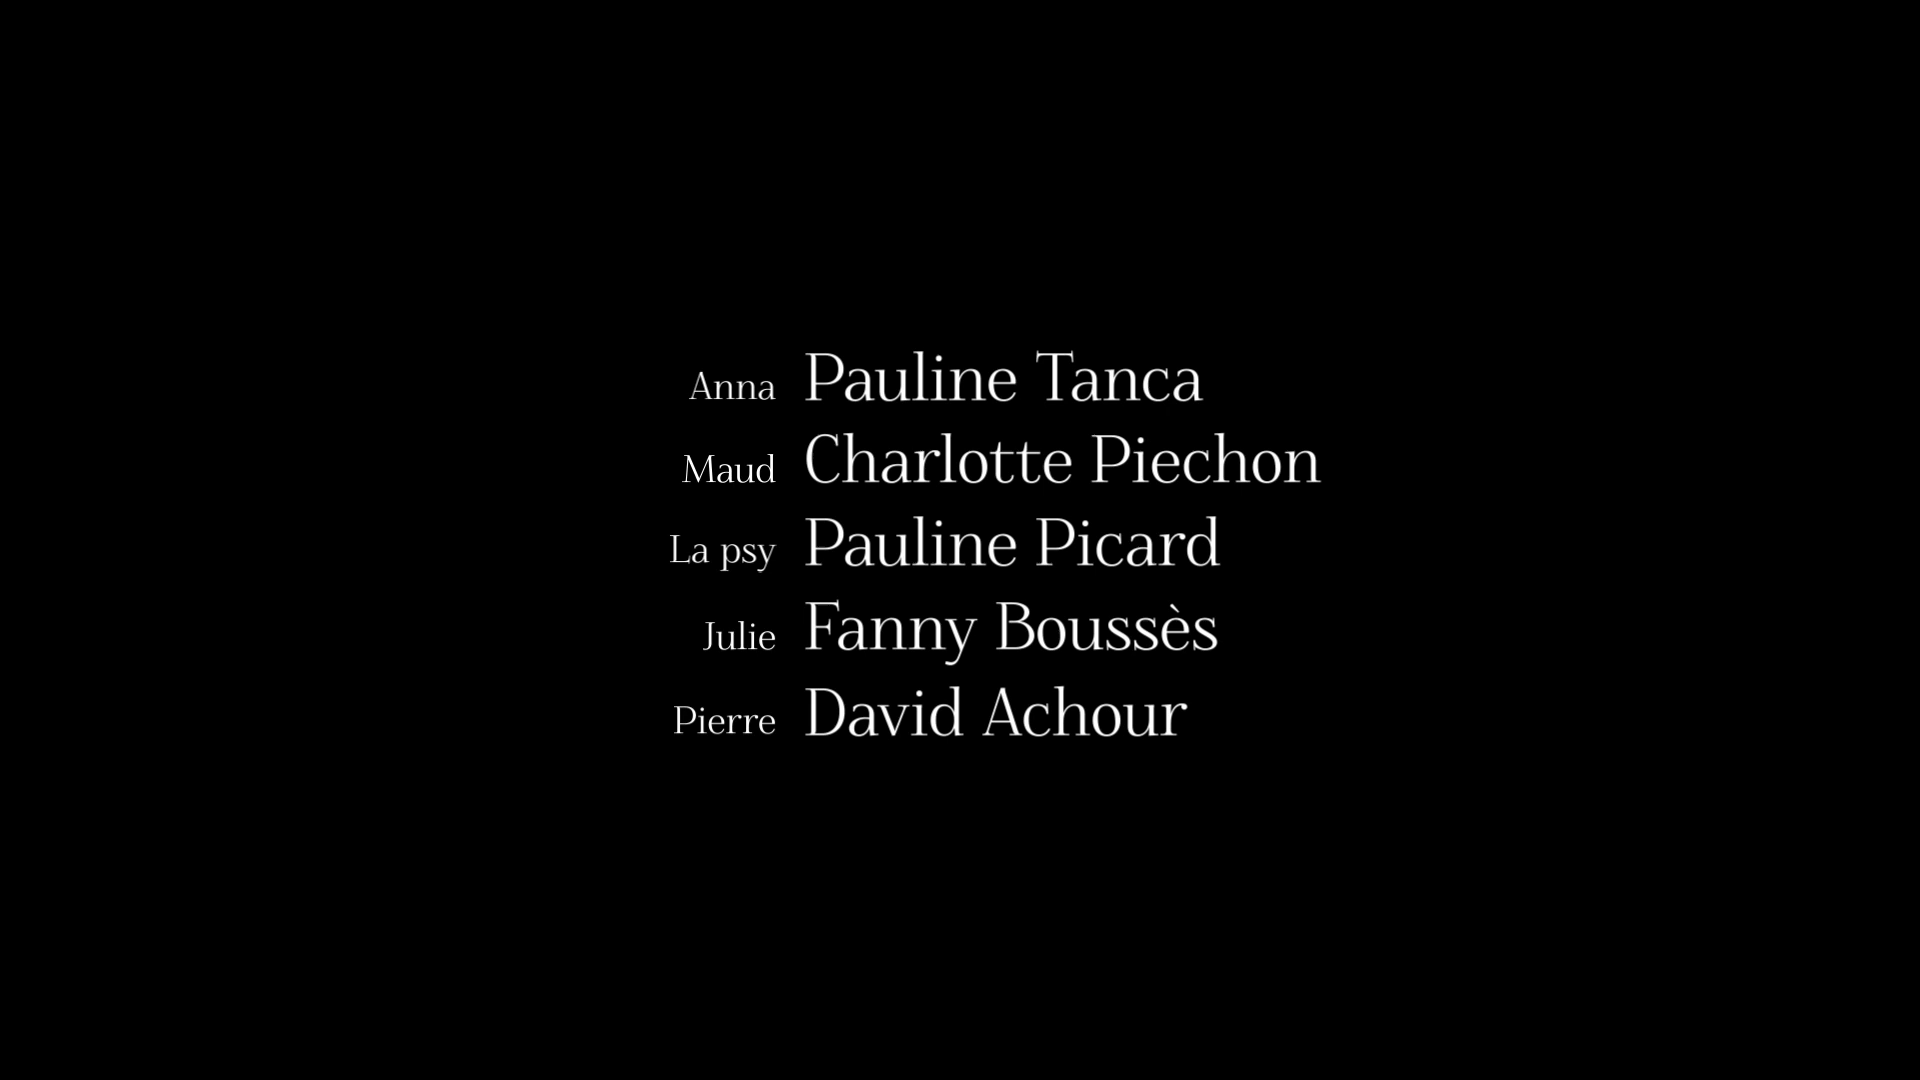 Anna Pauline Tanca
Maud Charlotte Piechon
La psy Pauline Picard
Julie Fanny Boussès
Pierre David Achour